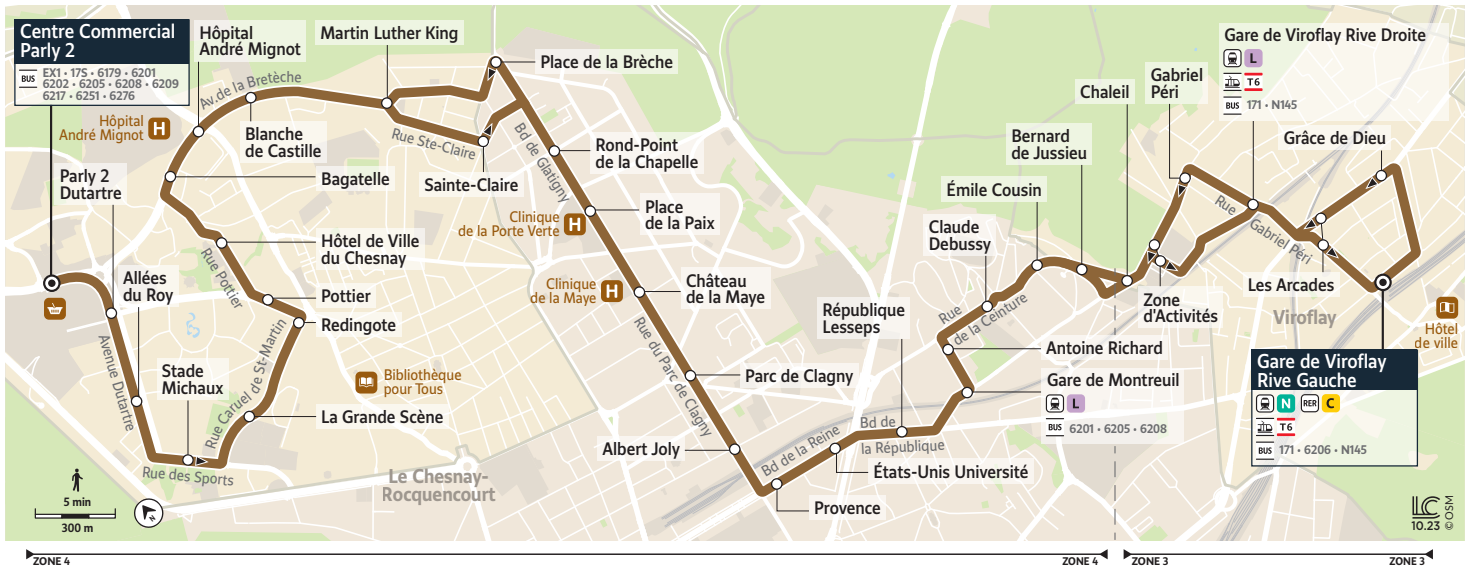 Centre Commercial
Parly 2
BUS
EX1 • 17S • 6179 • 6201
6202 • 6205 • 6208 • 6209
6217 • 6251 • 6276
Hôpital
André Mignot
Martin Luther King
Place de la Brèche
Av. de la Bretèche
Hôpital
André Mignot
H
Blanche
de Castille
Rue Ste-Claire
Sainte-Claire
Bd de Glatigny
Rond-Point
de la Chapelle
Parly 2
Dutartre
Bagatelle
Clinique
de la Porte Verte
H
Place
de la Paix
Hôtel de Ville
du Chesnay
Rue Pottier
Allées
du Roy
Pottier
Redingote
Clinique
de la Maye
H
Château
de la Maye
Avenue Dutartre
Stade
Michaux
Rue Caruel de St-Martin
Bibliothèque
pour Tous
La Grande Scène
Rue du Parc de Clagny
Parc de Clagny
Albert Joly
Rue des Sports
Le Chesnay-
Rocquencourt
Bd de la Reine
Provence
États-Unis Université
Bd de
la République
République
Lesseps
Claude
Debussy
Émile Cousin
Bernard
de Jussieu
Chaleil
Rue
de la Ceinture
Antoine Richard
Gare de Montreuil
L
BUS
6201 • 6205 • 6208
Gabriel
Péri
Gare de Viroflay Rive Droite
L
T6
BUS
171 • N145
Grâce de Dieu
Rue
Gabriel Péri
Les Arcades
Zone
d'Activités
Viroflay
Hôtel
de ville
Gare de Viroflay
Rive Gauche
N
RER
C
T6
BUS
171 • 6206 • N145
5 min
300 m
N
LC
10.23
© OSM
ZONE 4
ZONE 4
ZONE 3
ZONE 3